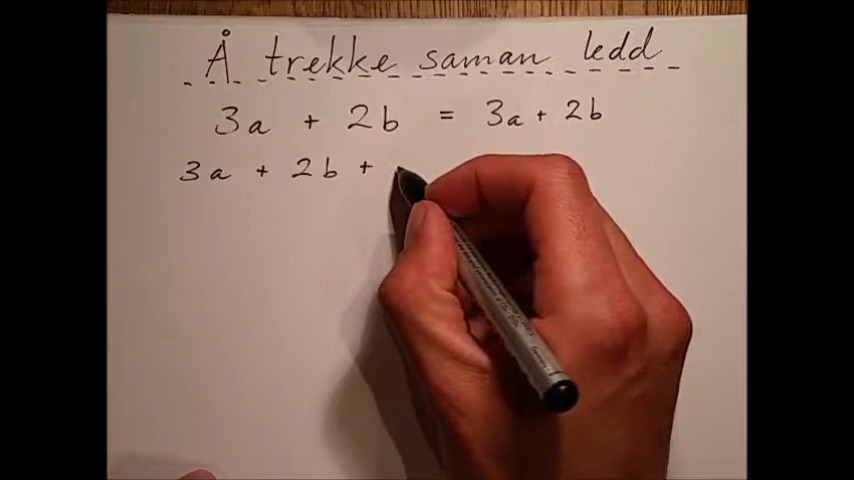 Å trekke saman ledd
3a + 2b = 3a + 2b
3a + 2b +